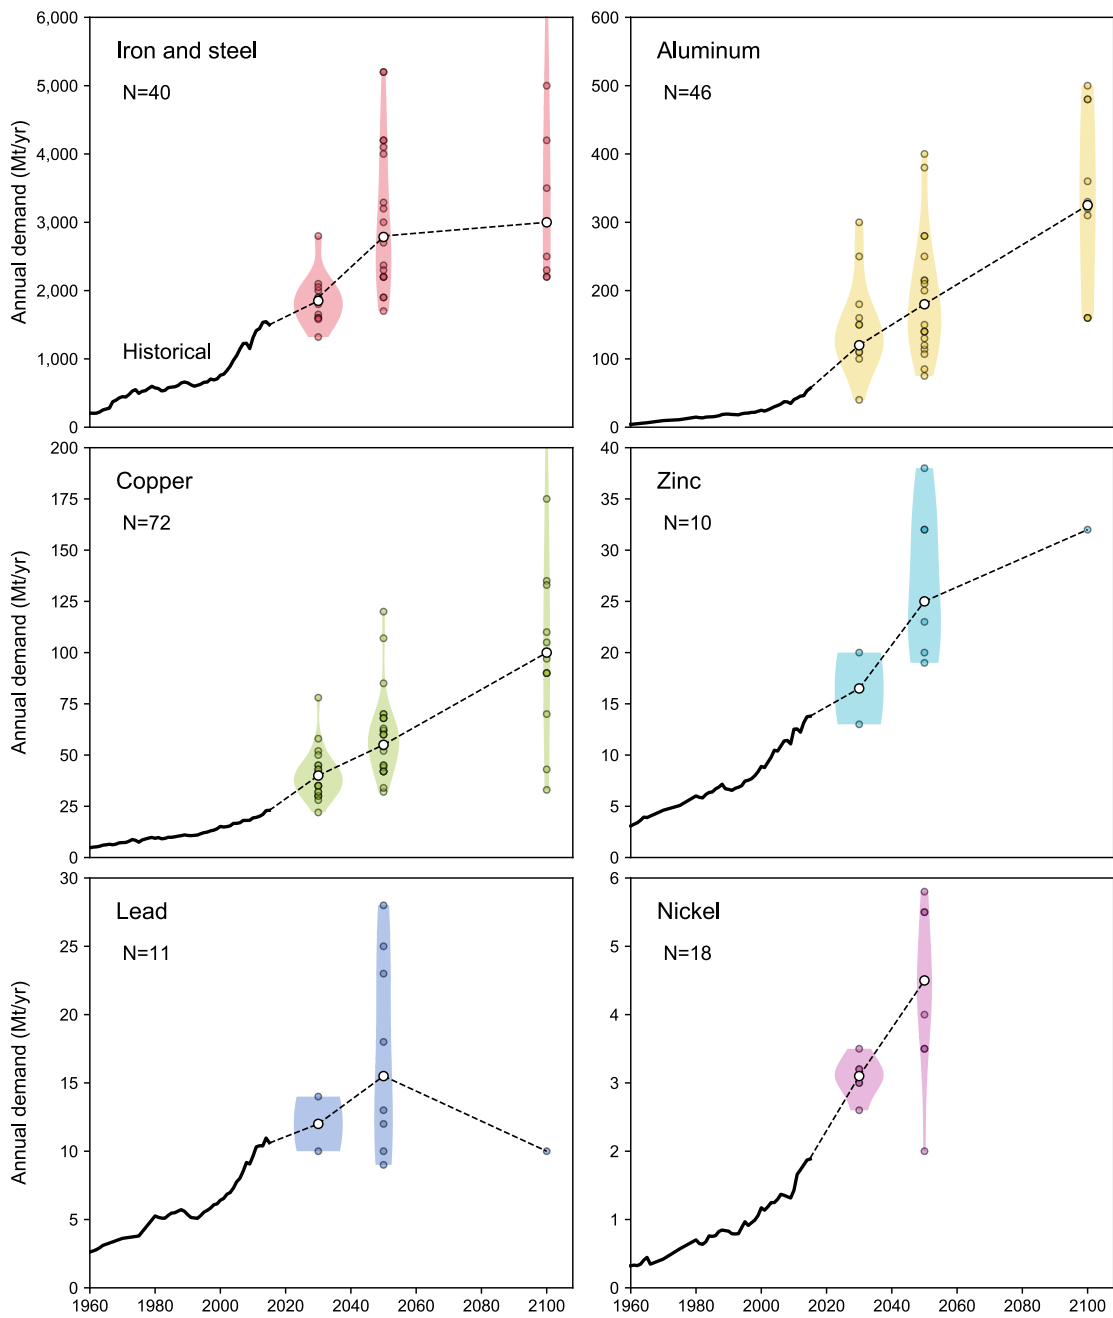 Annual demand (Mt/yr)
6,000
5,000
4,000
3,000
2,000
1,000
0
Iron and steel
N=40
Historical
600
500
400
300
200
100
0
Aluminum
N=46
Annual demand (Mt/yr)
200
175
150
125
100
75
50
25
0
Copper
N=72
40
35
30
25
20
15
10
5
0
Zinc
N=10
Annual demand (Mt/yr)
30
25
20
15
10
5
0
Lead
N=11
1960 1980 2000 2020 2040 2060 2080 2100
6
5
4
3
2
1
0
Nickel
N=18
1960 1980 2000 2020 2040 2060 2080 2100